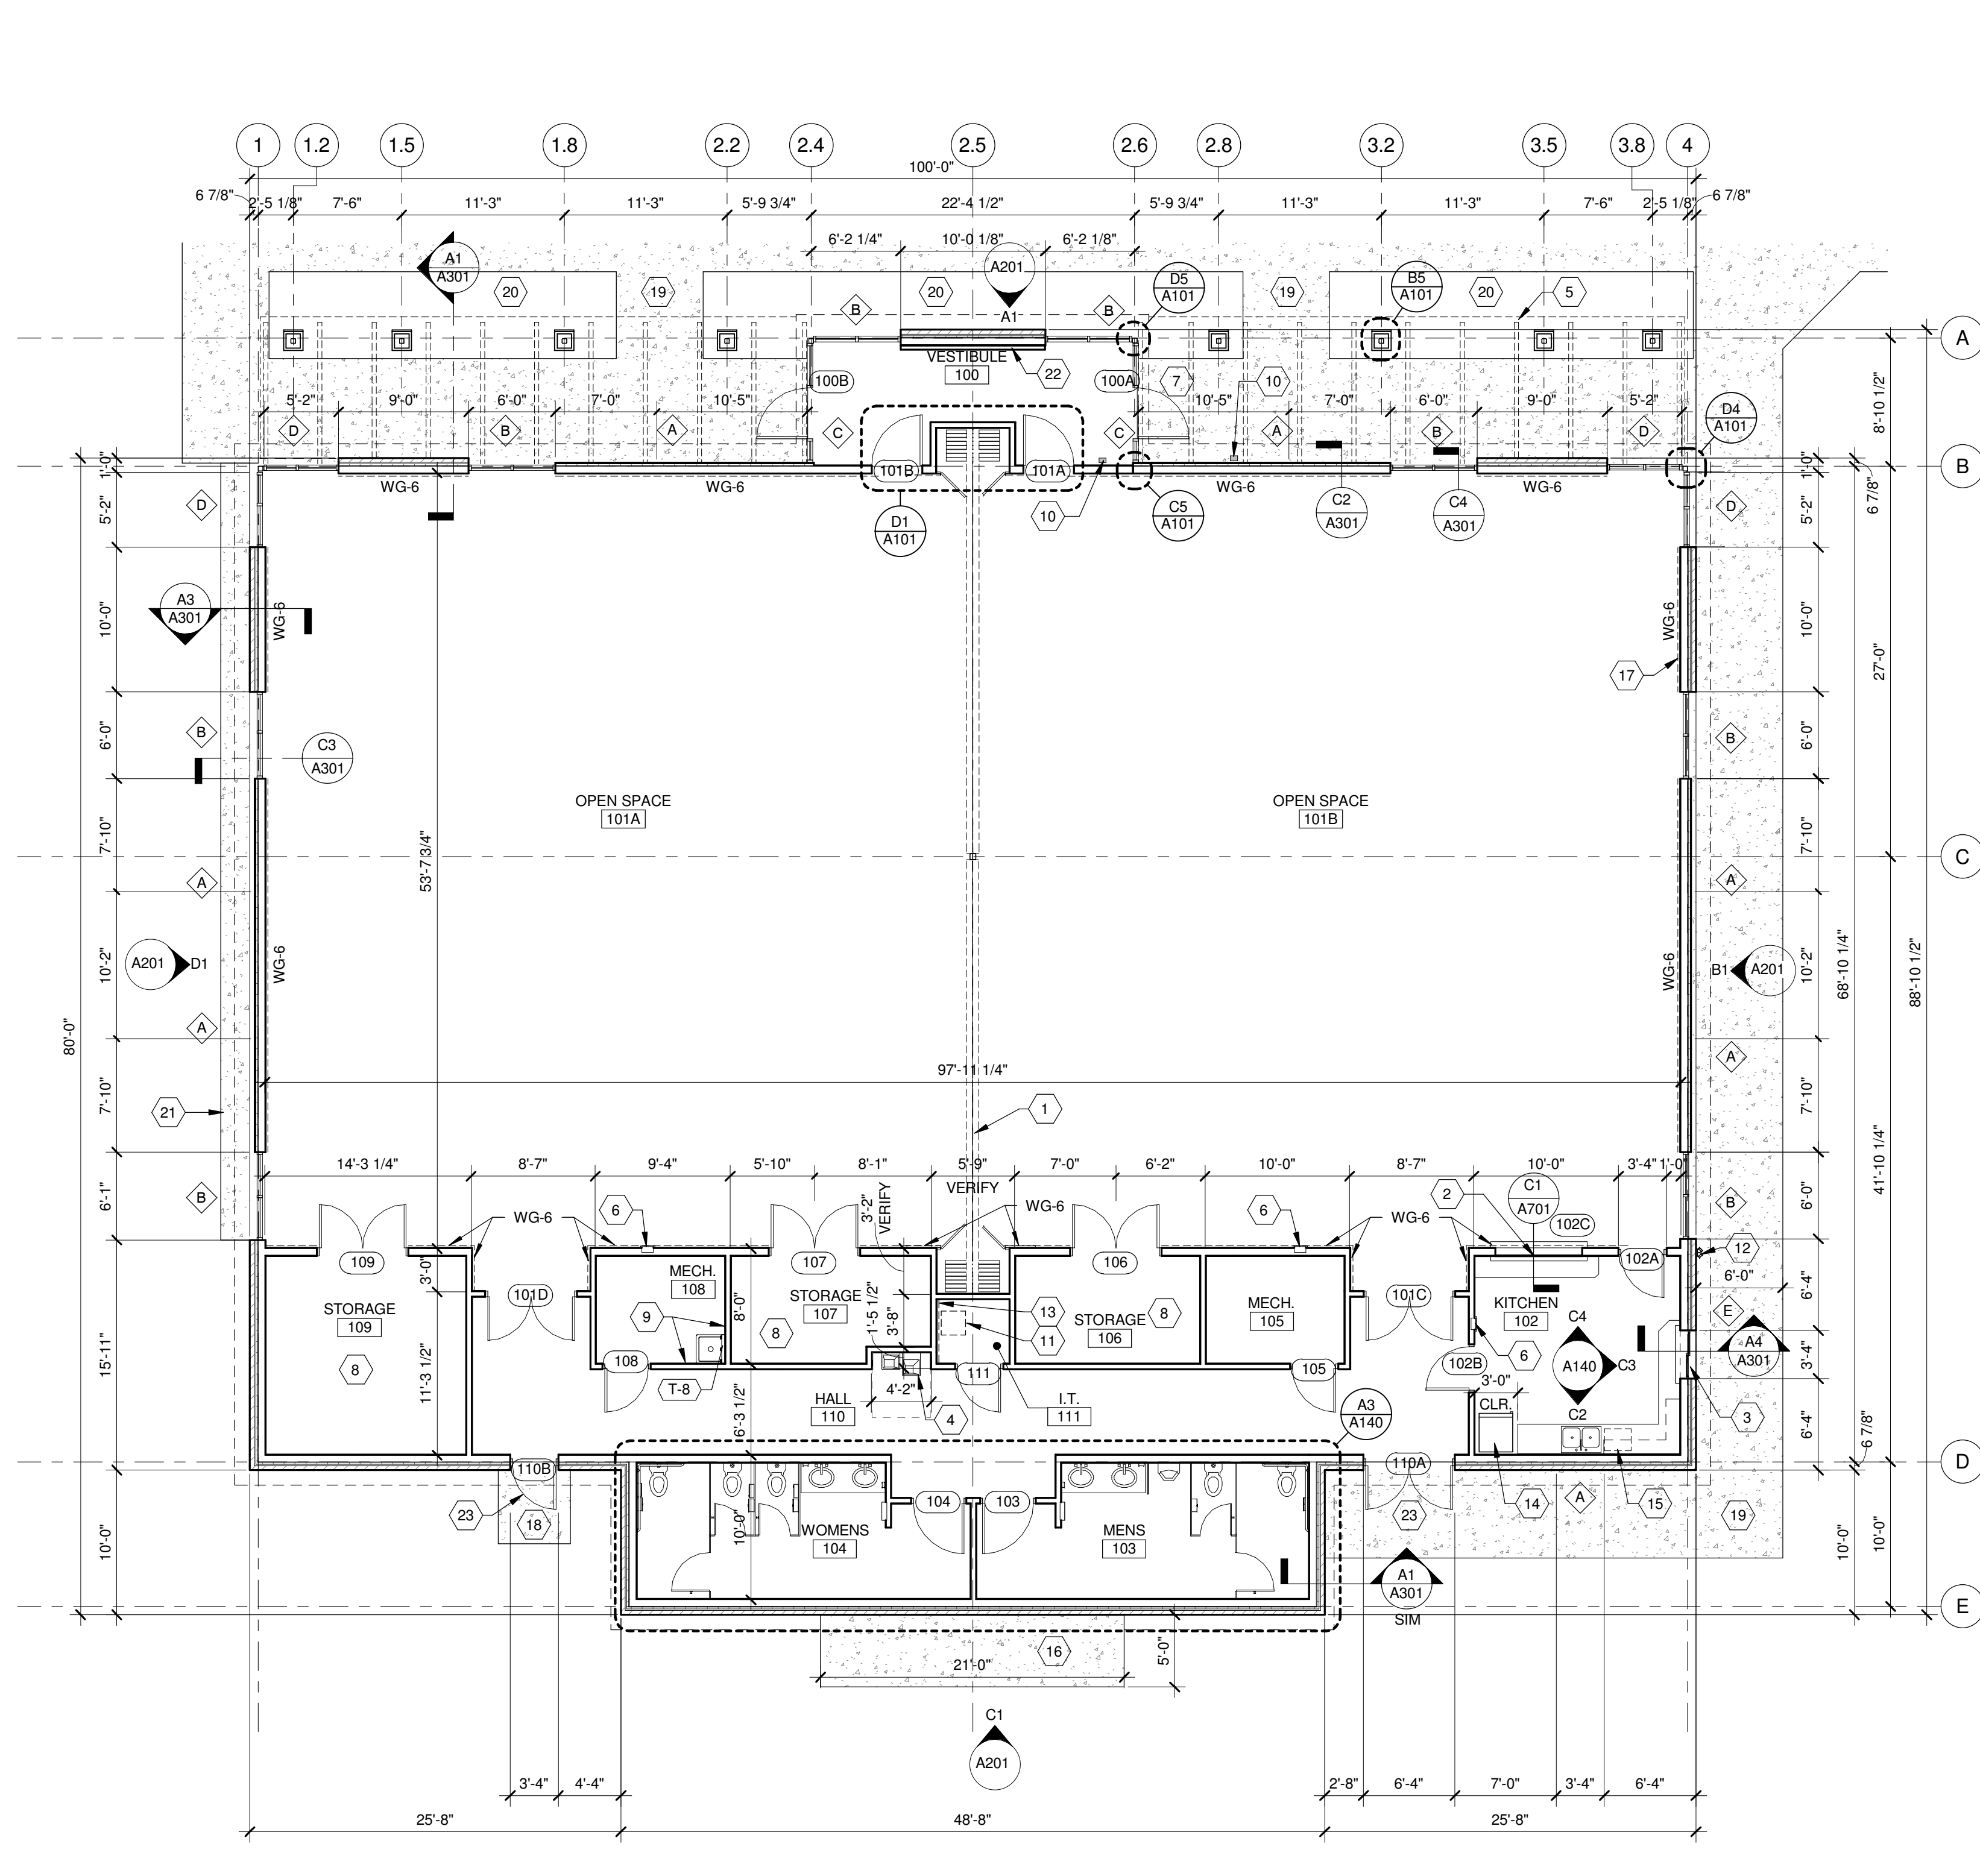 1 1.2 1.5 1.8 2.2 2.4 2.5 2.6 2.8 3.2 3.5 3.8 4
100'-0"
6 7/8" 2'-5 1/8" 7'-6" 11'-3" 11'-3" 5'-9 3/4" 22'-4 1/2" 5'-9 3/4" 11'-3" 11'-3" 7'-6" 2'-5 1/8" 6 7/8"
6'-2 1/4" 10'-0 1/8" 6'-2 1/8"
A1
A301
20
19
A201
A1
20
B
B
D5
A101
19
B5
A101
20
5
A
VESTIBULE
100
22
100B
100A
7
10
5'-2" 9'-0" 6'-0" 7'-0" 10'-5"
10'-5" 7'-0" 6'-0" 9'-0" 5'-2"
D B A C
C A B D
D4
A101
8'-10 1/2"
1'-0"
101B
101A
1'-0"
B
6 7/8"
WG-6
WG-6
WG-6
WG-6
D
5'-2"
D1
A101
10
C5
A101
C2
A301
C4
A301
D
5'-2"
A3
A301
10'-0"
WG-6
WG-6
10'-0"
17
27'-0"
B
6'-0"
C3
A301
B
6'-0"
OPEN SPACE
101A
OPEN SPACE
101B
7'-10"
53'-7 3/4"
7'-10"
C
A
A
A201
D1
10'-2"
WG-6
WG-6
B1
A201
10'-2"
68'-10 1/4"
88'-10 1/2"
80'-0"
A
A
97'-11 1/4"
7'-10"
21
1
7'-10"
41'-10 1/4"
14'-3 1/4" 8'-7" 9'-4" 5'-10" 8'-1" 5'-9" 7'-0" 6'-2" 10'-0" 8'-7" 10'-0" 3'-4" 1'-0"
VERIFY
3'-2"
VERIFY
B
6'-1"
WG-6
6
WG-6
6
WG-6
2
C1
A701
102C
B
6'-0"
109
107
106
102A
12
6'-0"
3'-0"
STORAGE
109
8
101D
MECH.
108
9
8'-0"
STORAGE
107
8
1'-5 1/2"
3'-8"
13
11
STORAGE
106
8
MECH.
105
101C
KITCHEN
102
6
C4
A140
C3
C2
E
A4
A301
6'-4"
3'-4"
6'-4"
3
15'-11"
11'-3 1/2"
108
T-8
111
105
102B
3'-0"
CLR.
HALL
110
4'-2"
4
I.T.
111
A3
A140
6'-3 1/2"
6 7/8"
110B
110A
D
23
18
10'-0"
WOMENS
104
104
103
MENS
103
23
14
A
15
19
10'-0"
10'-0"
10'-0"
A1
A301
SIM
E
16
21'-0"
5'-0"
C1
A201
3'-4" 4'-4" 2'-8" 6'-4" 7'-0" 3'-4" 6'-4"
25'-8" 48'-8" 25'-8"